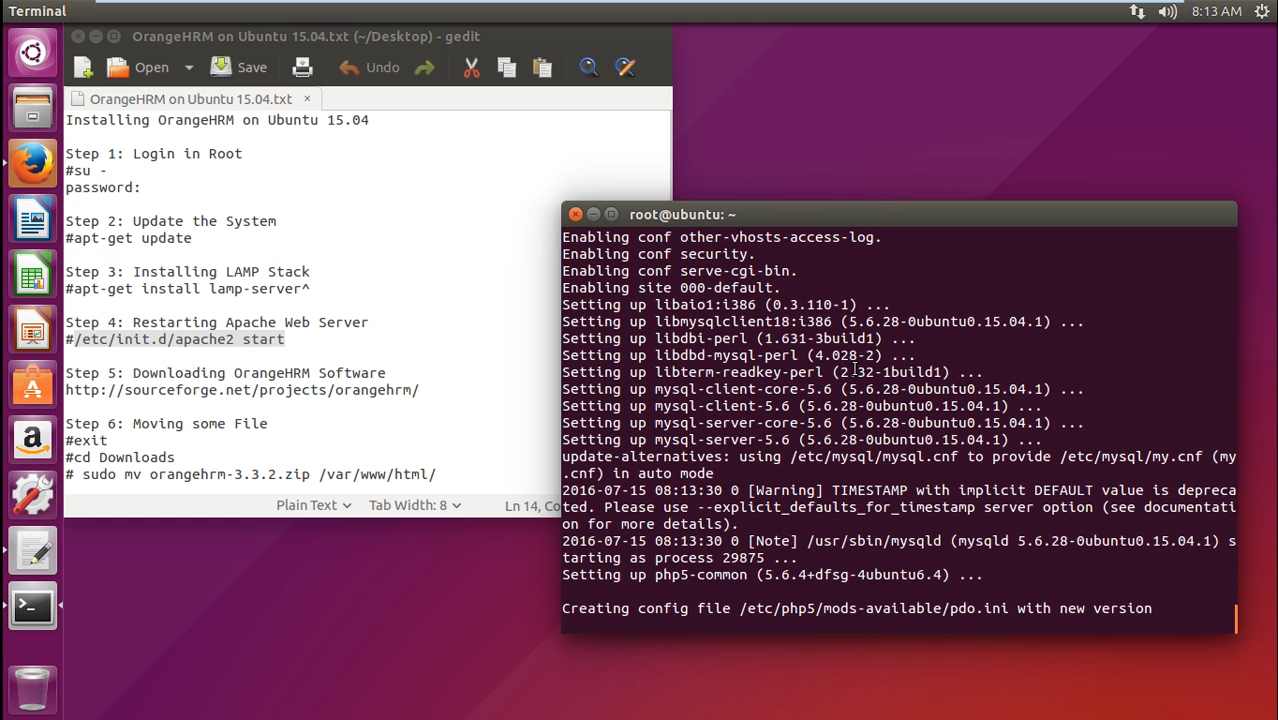 Terminal
8:13 AM
OrangeHRM on Ubuntu 15.04.txt (~/Desktop) - gedit
Open
Save
Undo
OrangeHRM on Ubuntu 15.04.txt ×
Installing OrangeHRM on Ubuntu 15.04
Step 1: Login in Root
#su -
password:
Step 2: Update the System
#apt-get update
Step 3: Installing LAMP Stack
#apt-get install lamp-server^
Step 4: Restarting Apache Web Server
#/etc/init.d/apache2 start
Step 5: Downloading OrangeHRM Software
http://sourceforge.net/projects/orangehrm/
Step 6: Moving some File
#exit
#cd Downloads
# sudo mv orangehrm-3.3.2.zip /var/www/html/
Plain Text
Tab Width: 8
Ln 14, Co
root@ubuntu: ~
Enabling conf other-vhosts-access-log.
Enabling conf security.
Enabling conf serve-cgi-bin.
Enabling site 000-default.
Setting up libaio1:i386 (0.3.110-1) ...
Setting up libmysqlclient18:i386 (5.6.28-0ubuntu0.15.04.1) ...
Setting up libdbi-perl (1.631-3build1) ...
Setting up libdbd-mysql-perl (4.028-2) ...
Setting up libterm-readkey-perl (2.32-1build1) ...
Setting up mysql-client-core-5.6 (5.6.28-0ubuntu0.15.04.1) ...
Setting up mysql-client-5.6 (5.6.28-0ubuntu0.15.04.1) ...
Setting up mysql-server-core-5.6 (5.6.28-0ubuntu0.15.04.1) ...
Setting up mysql-server-5.6 (5.6.28-0ubuntu0.15.04.1) ...
update-alternatives: using /etc/mysql/mysql.cnf to provide /etc/mysql/my.cnf (my
.cnf) in auto mode
2016-07-15 08:13:30 0 [Warning] TIMESTAMP with implicit DEFAULT value is depreca
ted. Please use --explicit_defaults_for_timestamp server option (see documentati
on for more details).
2016-07-15 08:13:30 0 [Note] /usr/sbin/mysqld (mysqld 5.6.28-0ubuntu0.15.04.1) s
tarting as process 29875 ...
Setting up php5-common (5.6.4+dfsg-4ubuntu6.4) ...
Creating config file /etc/php5/mods-available/pdo.ini with new version